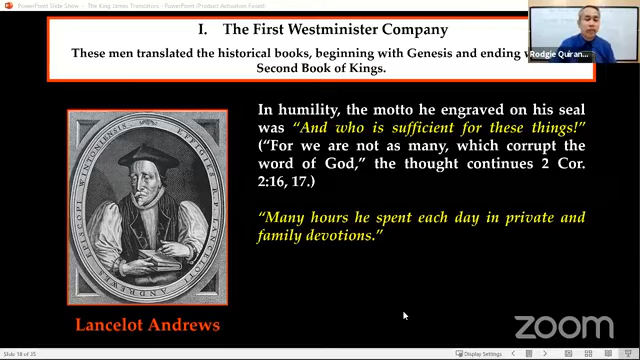 PowerPoint Slide Show - The King James Translators - PowerPoint (Product Activation Failed)
I. The First Westminister Company
These men translated the historical books, beginning with Genesis and ending
Second Book of Kings.
Rodgie Quiran...
In humility, the motto he engraved on his seal
was "And who is sufficient for these things!"
("For we are not as many, which corrupt the
word of God," the thought continues 2 Cor.
2:16, 17.)
"Many hours he spent each day in private and
family devotions."
Lancelot Andrews
zoom
Slide 18 of 35
Display Settings